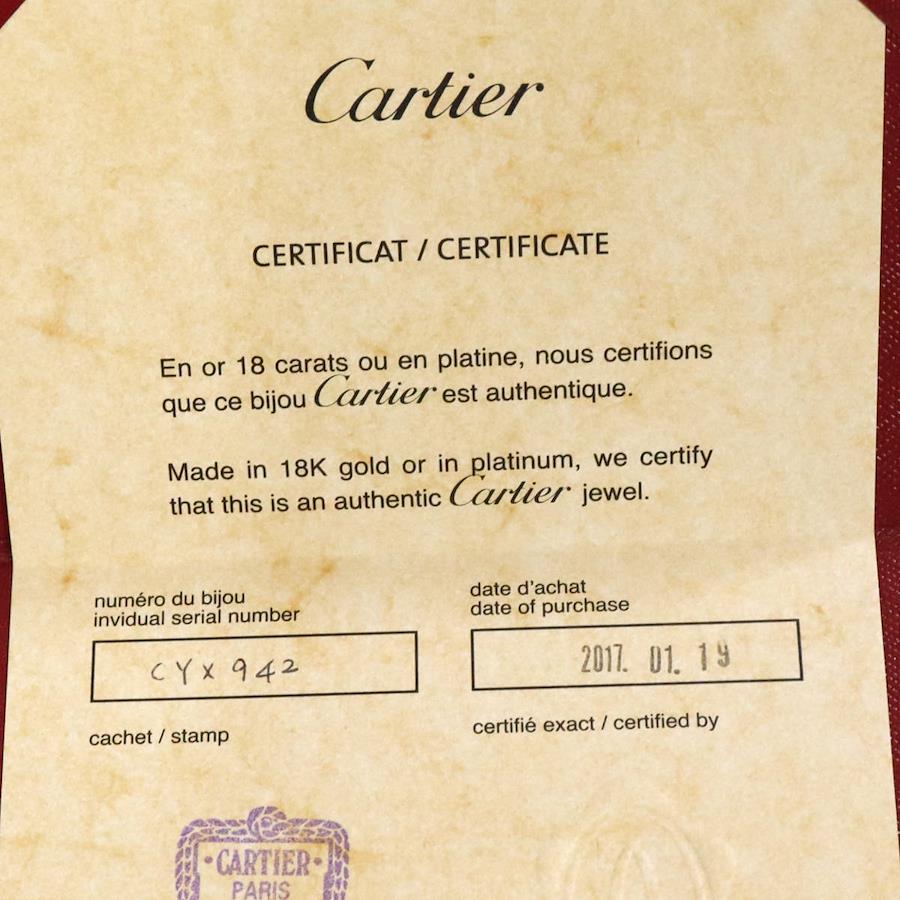 Cartier
CERTIFICAT / CERTIFICATE
En or 18 carats ou en platine, nous certifions
que ce bijou Cartier est authentique.
Made in 18K gold or in platinum, we certify
that this is an authentic Cartier jewel.
numéro du bijou
invidual serial number
CYX942
date d'achat
date of purchase
2017. 01. 19
cachet / stamp
certifié exact / certified by
CARTIER
PARIS